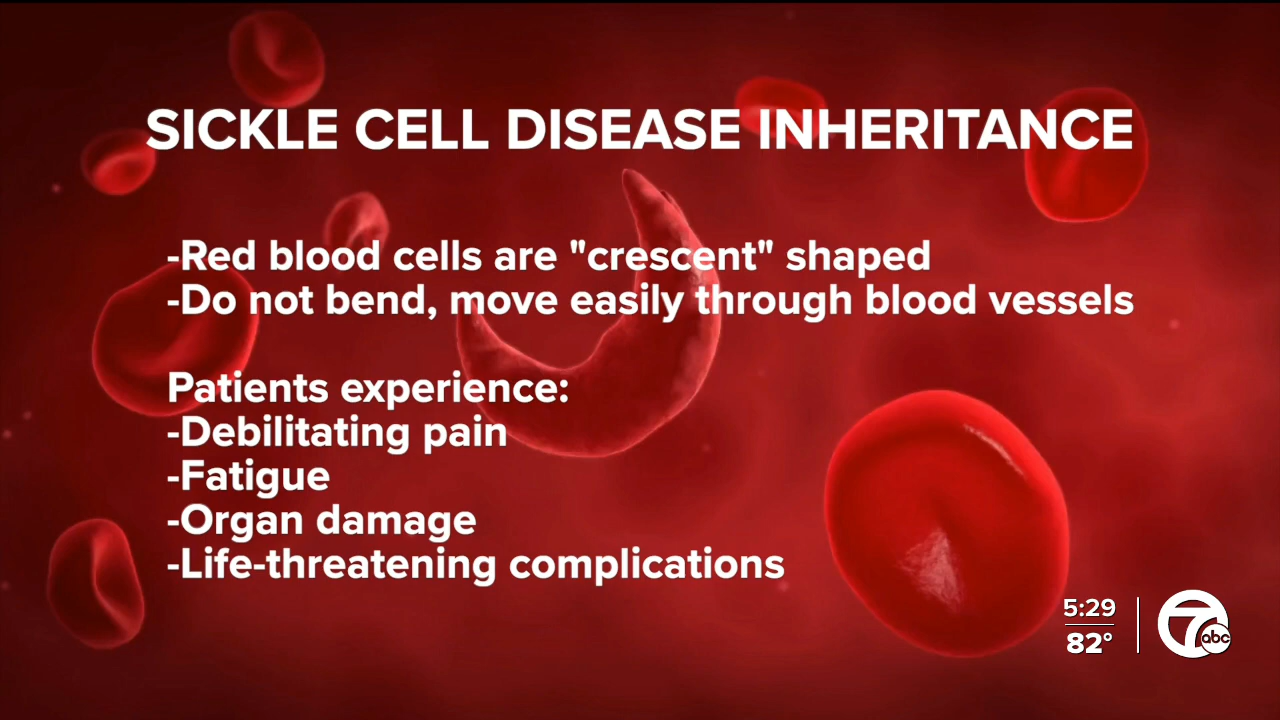 SICKLE CELL DISEASE INHERITANCE
-Red blood cells are "crescent" shaped
-Do not bend, move easily through blood vessels
Patients experience:
-Debilitating pain
-Fatigue
-Organ damage
-Life-threatening complications
5:29
82°
7
abc